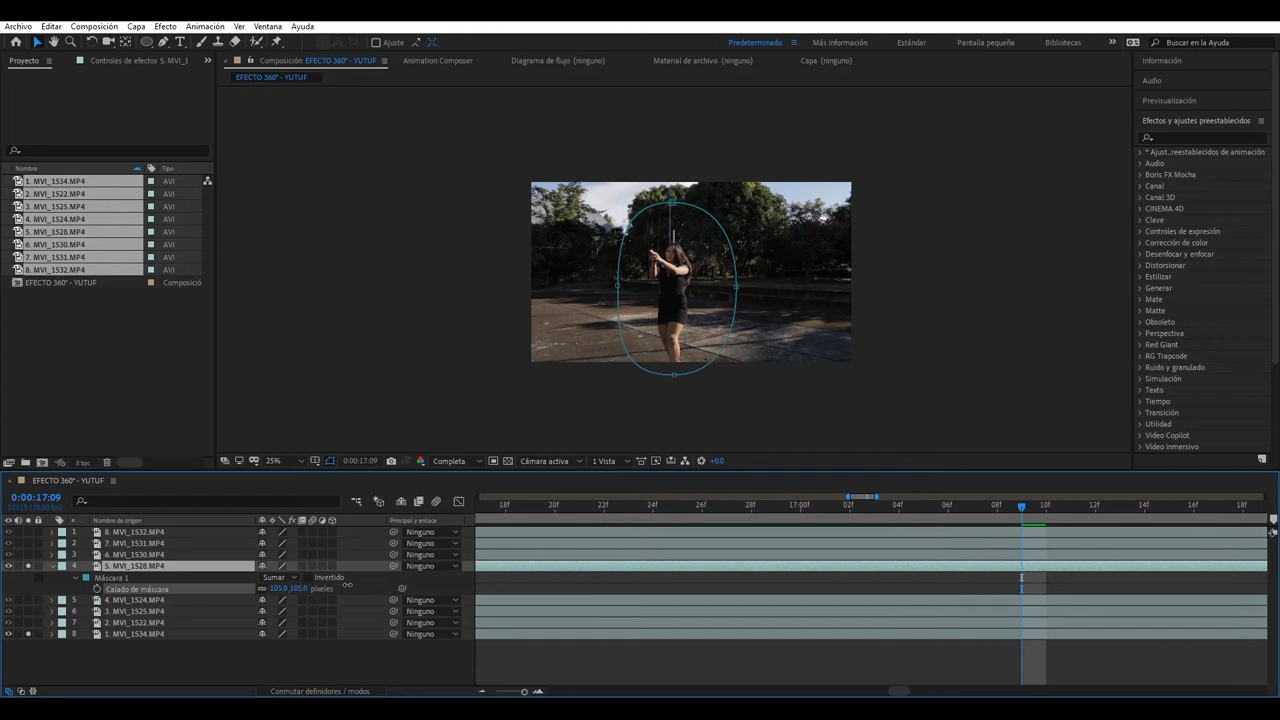 Archivo Editar Composición Capa Efecto Animación Ver Ventana Ayuda
Ajuste Predeterminado Más información Estándar Pantalla pequeña Bibliotecas Buscar en la Ayuda
Proyecto Controles de efectos 5. MVI_1 Composición EFECTO 360° - YUTUF Animation Composer Diagrama de flujo (ninguno) Material de archivo (ninguno) Capa (ninguno) Información
EFECTO 360° - YUTUF Audio
Previsualización
Efectos y ajustes preestablecidos
* Ajust...reestablecidos de animación
Audio
Boris FX Mocha
Canal
Canal 3D
CINEMA 4D
Clave
Controles de expresión
Corrección de color
Desenfocar y enfocar
Distorsionar
Estilizar
Generar
Mate
Matte
Obsoleto
Perspectiva
Red Giant
RG Trapcode
Ruido y granulado
Simulación
Texto
Tiempo
Transición
Utilidad
Video Copilot
Vídeo inmersivo
Nombre Tipo
1. MVI_1534.MP4 AVI
2. MVI_1522.MP4 AVI
3. MVI_1525.MP4 AVI
4. MVI_1524.MP4 AVI
5. MVI_1528.MP4 AVI
6. MVI_1530.MP4 AVI
7. MVI_1531.MP4 AVI
8. MVI_1532.MP4 AVI
EFECTO 360° - YUTUF Composició
8 bpc 25% 0:00:17:09 Completa Cámara activa 1 Vista +0.0
EFECTO 360° - YUTUF
0:00:17:09
18f 20f 22f 24f 26f 28f 17:00f 02f 04f 06f 08f 10f 12f 14f 16f 18f
# Nombre de origen Principal y enlace
1 8. MVI_1532.MP4 Ninguno
2 7. MVI_1531.MP4 Ninguno
3 6. MVI_1530.MP4 Ninguno
4 5. MVI_1528.MP4 Ninguno
Máscara 1 Sumar Invertido
Calado de máscara 105.0,105.0 píxeles
5 4. MVI_1524.MP4 Ninguno
6 3. MVI_1525.MP4 Ninguno
7 2. MVI_1522.MP4 Ninguno
8 1. MVI_1534.MP4 Ninguno
Conmutar definidores / modos